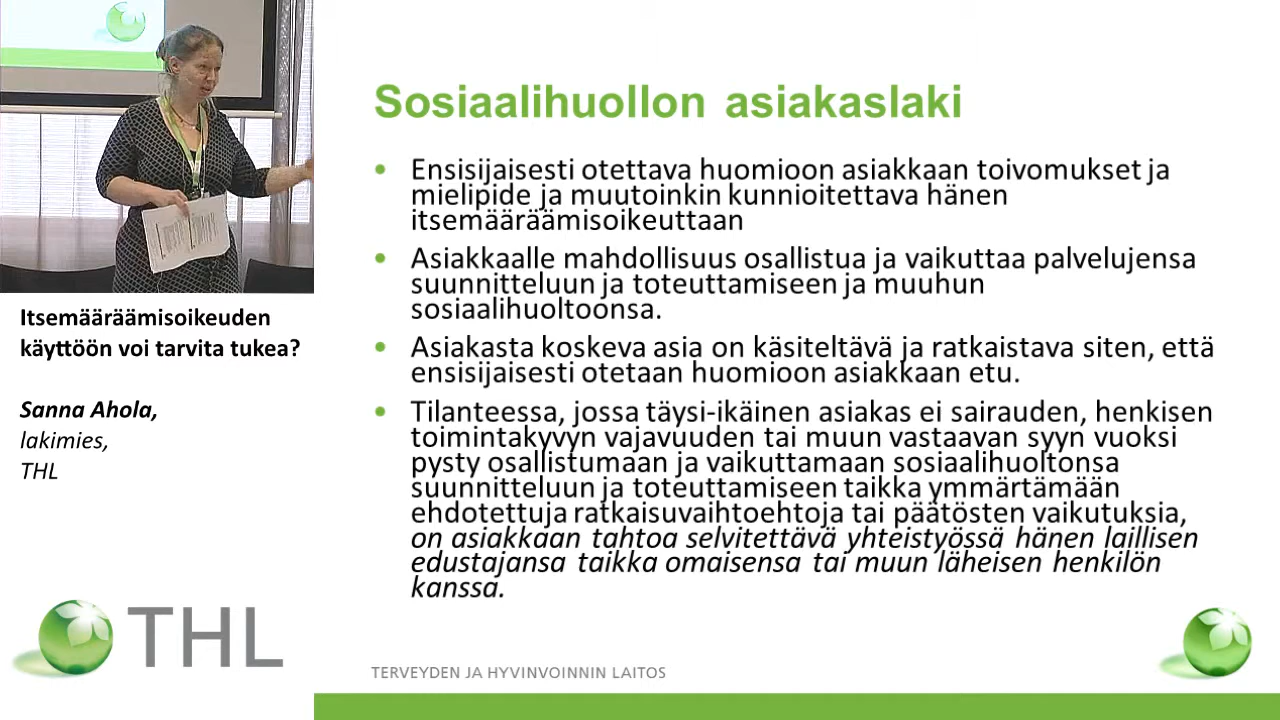 Sosiaalihuollon asiakaslaki
• Ensisijaisesti otettava huomioon asiakkaan toivomukset ja
mielipide ja muutoinkin kunnioitettava hänen
itsemääräämisoikeuttaan
• Asiakkaalle mahdollisuus osallistua ja vaikuttaa palvelujensa
suunnitteluun ja toteuttamiseen ja muuhun
sosiaalihuoltoonsa.
• Asiakasta koskeva asia on käsiteltävä ja ratkaistava siten, että
ensisijaisesti otetaan huomioon asiakkaan etu.
• Tilanteessa, jossa täysi-ikäinen asiakas ei sairauden, henkisen
toimintakyvyn vajavuuden tai muun vastaavan syyn vuoksi
pysty osallistumaan ja vaikuttamaan sosiaalihuoltonsa
suunnitteluun ja toteuttamiseen taikka ymmärtämään
ehdotettuja ratkaisuvaihtoehtoja tai päätösten vaikutuksia,
on asiakkaan tahtoa selvitettävä yhteistyössä hänen laillisen
edustajansa taikka omaisensa tai muun läheisen henkilön
kanssa.
Itsemääräämisoikeuden
käyttöön voi tarvita tukea?
Sanna Ahola,
lakimies,
THL
THL
TERVEYDEN JA HYVINVOINNIN LAITOS